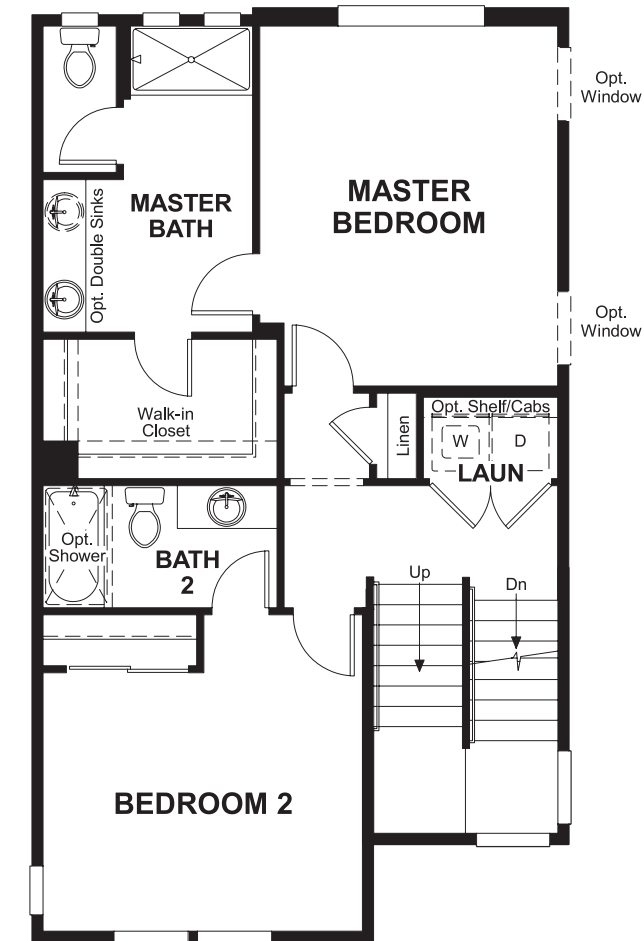 Opt.
Window
MASTER
BATH
MASTER
BEDROOM
Opt. Double Sinks
Opt.
Window
Walk-in
Closet
Linen
Opt. Shelf/Cabs
W
D
LAUN
Opt.
Shower
BATH
2
Up
Dn
BEDROOM 2